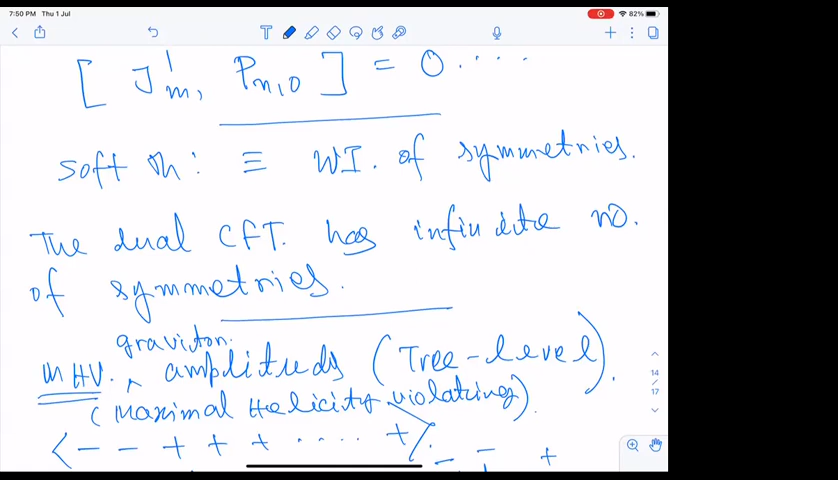 7:50 PM Thu 1 Jul
82%
[ J¹m, Pn,0 ] = 0 . . . .
soft th: ≡ WI. of symmetries.
The dual CFT. has infinite no.
of symmetries.
graviton.
MHV. ^ amplitudes (Tree-level).
(Maximal Helicity violating).
< - - + + + ..... + >
- - +
14
/
17